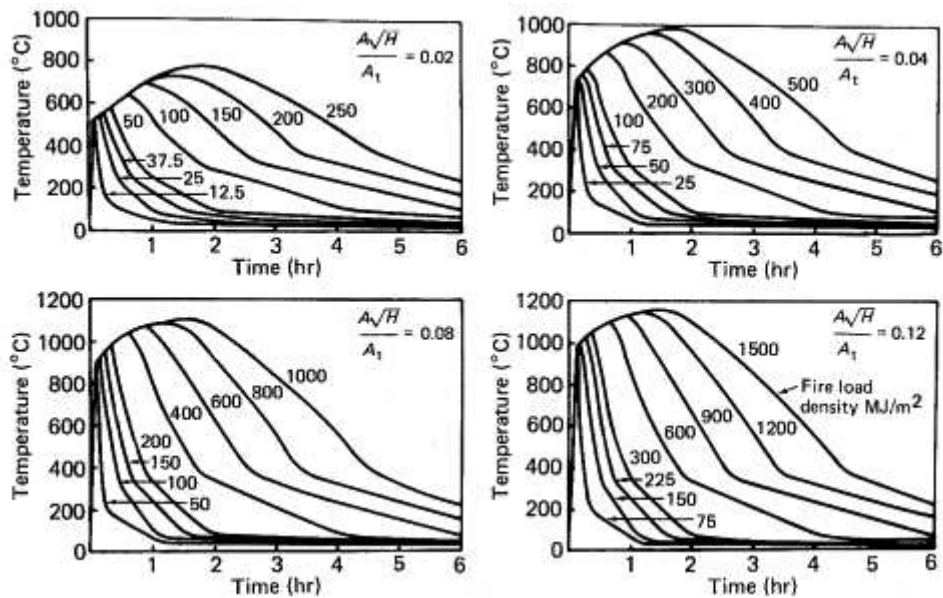 1000
800
600
400
200
0
Temperature (°C)
A√H
At
= 0.02
50
100
150
200
250
37.5
25
12.5
1 2 3 4 5 6
Time (hr)
1000
800
600
400
200
0
Temperature (°C)
A√H
At
= 0.04
100
200
300
400
500
75
50
25
1 2 3 4 5 6
Time (hr)
1200
1000
800
600
400
200
0
Temperature (°C)
A√H
At
= 0.08
200
400
600
800
1000
150
100
50
1 2 3 4 5 6
Time (hr)
1200
1000
800
600
400
200
0
Temperature (°C)
A√H
At
= 0.12
1500
Fire load
density MJ/m²
300
600
900
1200
225
150
75
1 2 3 4 5 6
Time (hr)